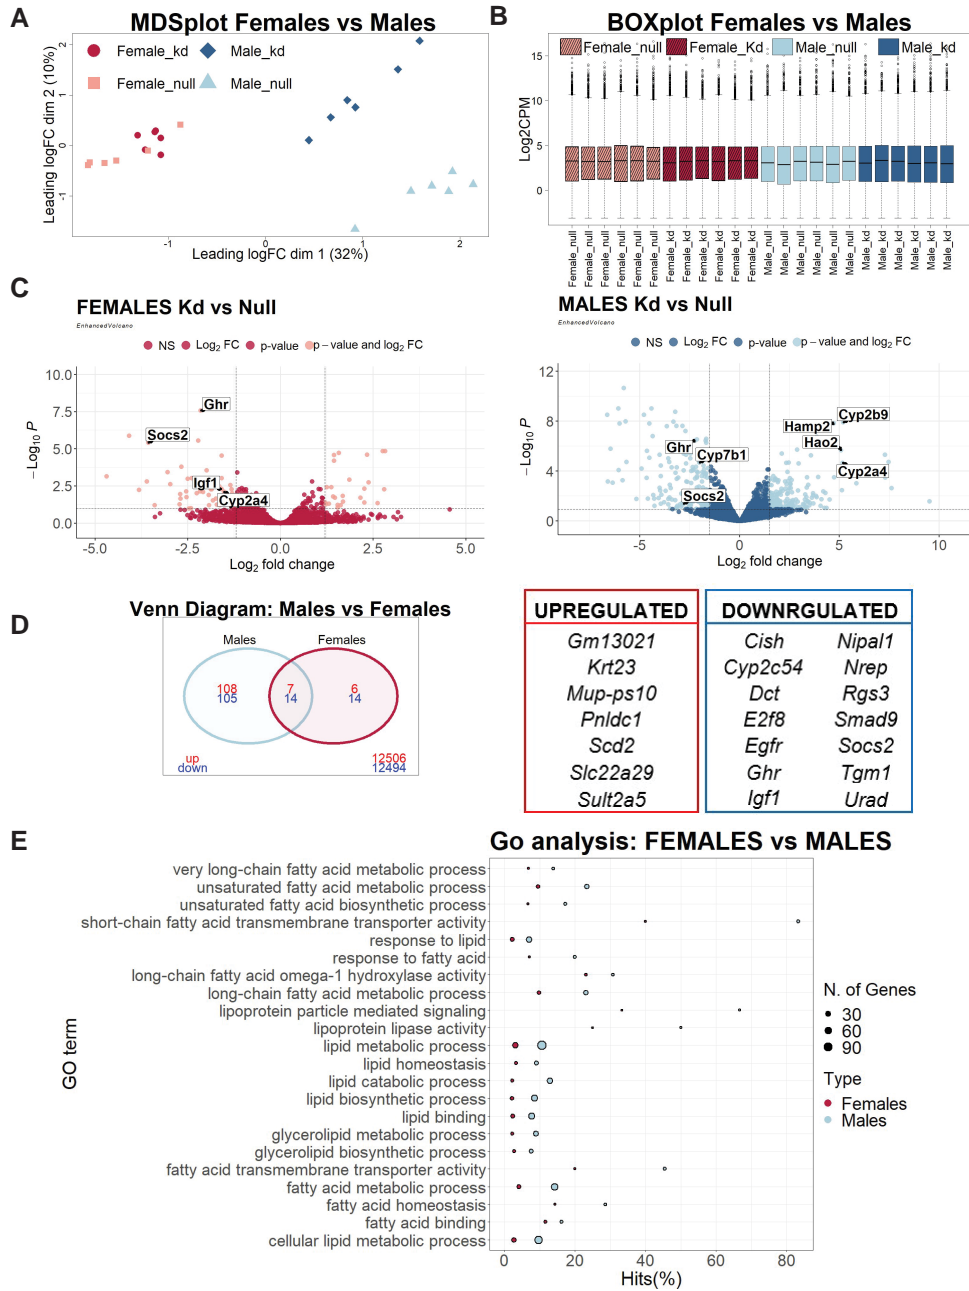 A
MDSplot Females vs Males
Female_kd
Male_kd
Female_null
Male_null
Leading logFC dim 2 (10%)
2
1
0
-1
-1
0
1
2
Leading logFC dim 1 (32%)
B
BOXplot Females vs Males
Female_null
Female_Kd
Male_null
Male_kd
Log2CPM
15
10
5
0
Female_null
Female_null
Female_null
Female_null
Female_null
Female_null
Female_kd
Female_kd
Female_kd
Female_kd
Female_kd
Female_kd
Male_null
Male_null
Male_null
Male_null
Male_null
Male_null
Male_kd
Male_kd
Male_kd
Male_kd
Male_kd
Male_kd
C
FEMALES Kd vs Null
EnhancedVolcano
NS
Log2 FC
p-value
p – value and log2 FC
– Log10 P
10.0
7.5
5.0
2.5
0.0
Ghr
Socs2
Igf1
Cyp2a4
-5.0
-2.5
0.0
2.5
5.0
Log2 fold change
MALES Kd vs Null
EnhancedVolcano
NS
Log2 FC
p-value
p – value and log2 FC
– Log10 P
12
8
4
0
Cyp2b9
Hamp2
Hao2
Ghr
Cyp7b1
Cyp2a4
Socs2
-5
0
5
10
Log2 fold change
D
Venn Diagram: Males vs Females
Males
Females
108
105
7
14
6
14
up
down
12506
12494
UPREGULATED
Gm13021
Krt23
Mup-ps10
Pnldc1
Scd2
Slc22a29
Sult2a5
DOWNRGULATED
Cish Nipal1
Cyp2c54 Nrep
Dct Rgs3
E2f8 Smad9
Egfr Socs2
Ghr Tgm1
Igf1 Urad
E
Go analysis: FEMALES vs MALES
GO term
very long-chain fatty acid metabolic process
unsaturated fatty acid metabolic process
unsaturated fatty acid biosynthetic process
short-chain fatty acid transmembrane transporter activity
response to lipid
response to fatty acid
long-chain fatty acid omega-1 hydroxylase activity
long-chain fatty acid metabolic process
lipoprotein particle mediated signaling
lipoprotein lipase activity
lipid metabolic process
lipid homeostasis
lipid catabolic process
lipid biosynthetic process
lipid binding
glycerolipid metabolic process
glycerolipid biosynthetic process
fatty acid transmembrane transporter activity
fatty acid metabolic process
fatty acid homeostasis
fatty acid binding
cellular lipid metabolic process
0
20
40
60
80
Hits(%)
N. of Genes
30
60
90
Type
Females
Males